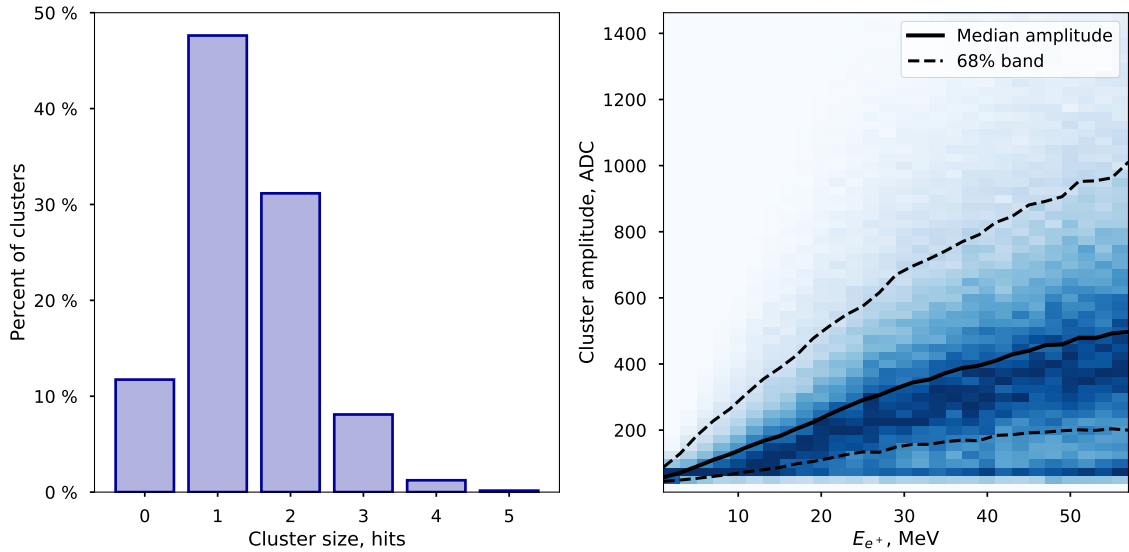 50 %
40 %
30 %
20 %
10 %
0 %
Percent of clusters
0 1 2 3 4 5
Cluster size, hits
1400
1200
1000
800
600
400
200
Cluster amplitude, ADC
Median amplitude
68% band
10 20 30 40 50
E_{e^+}, MeV